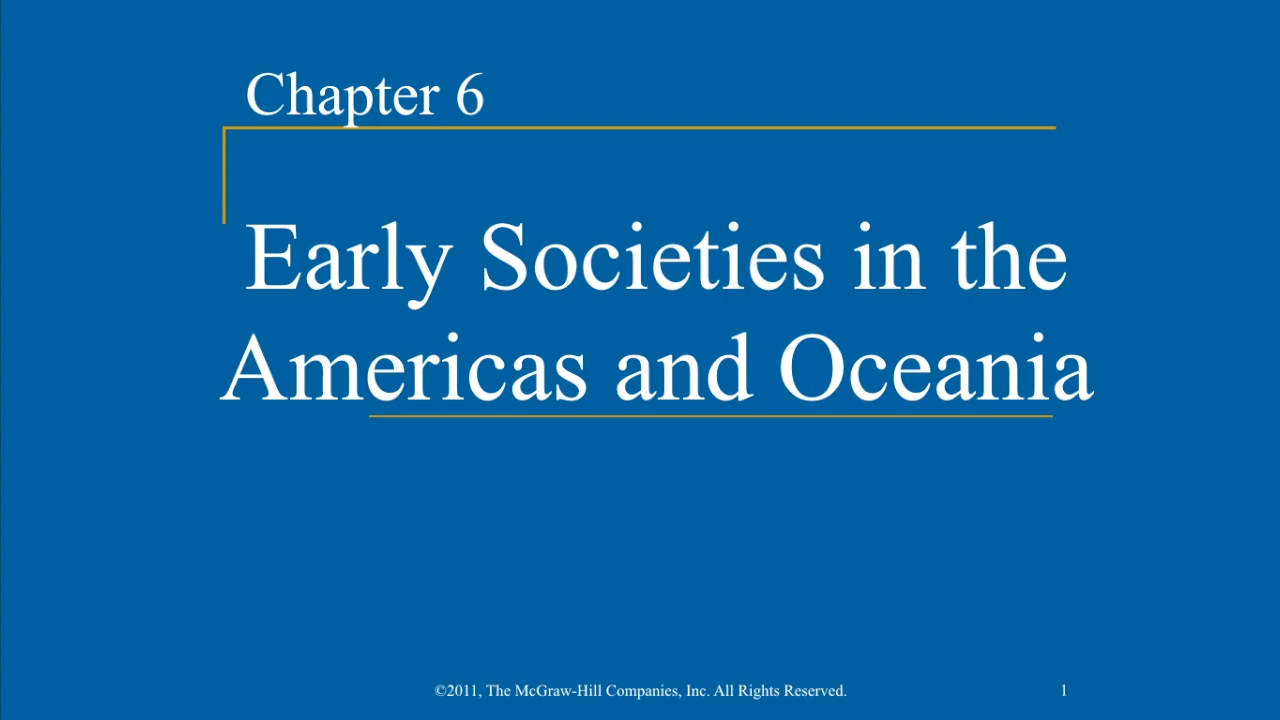 Chapter 6
Early Societies in the
Americas and Oceania
©2011, The McGraw-Hill Companies, Inc. All Rights Reserved.
1